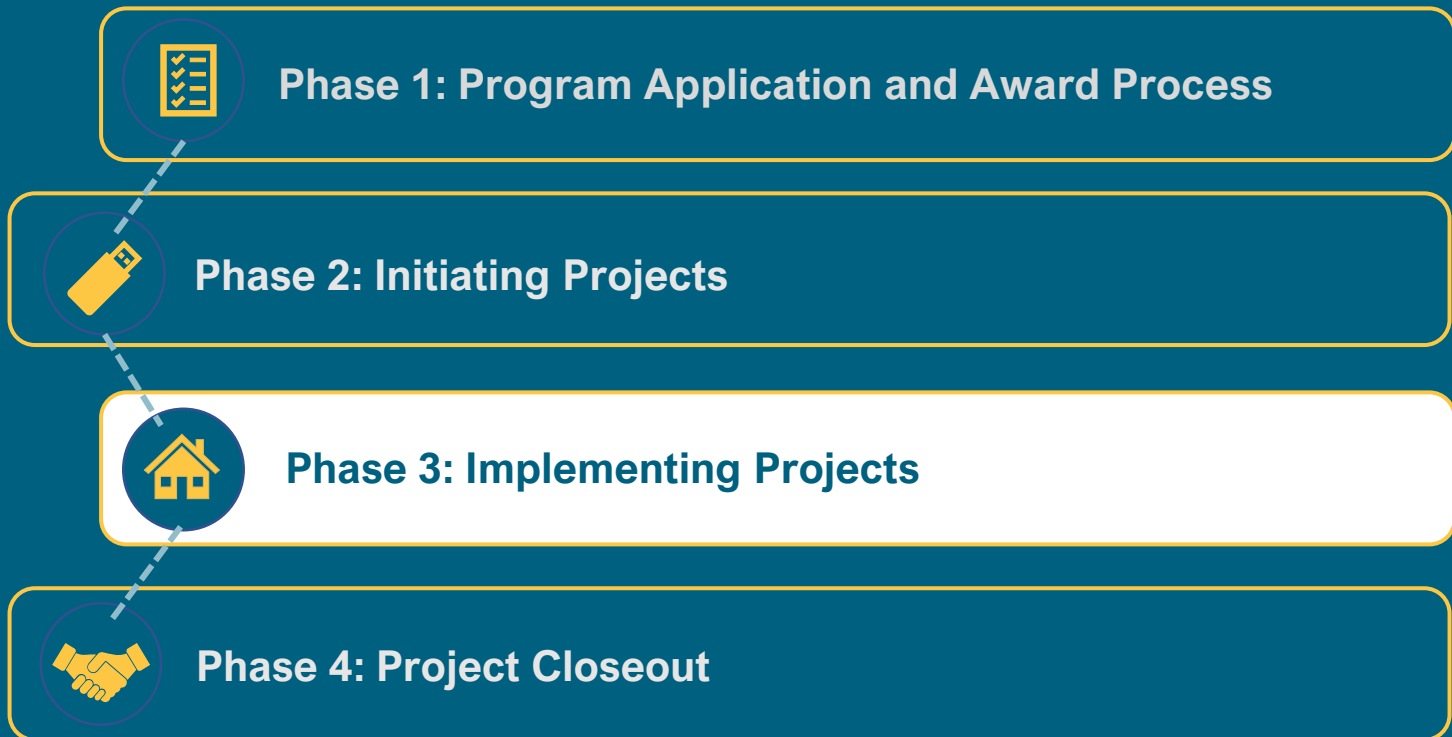 Phase 1: Program Application and Award Process
Phase 2: Initiating Projects
Phase 3: Implementing Projects
Phase 4: Project Closeout